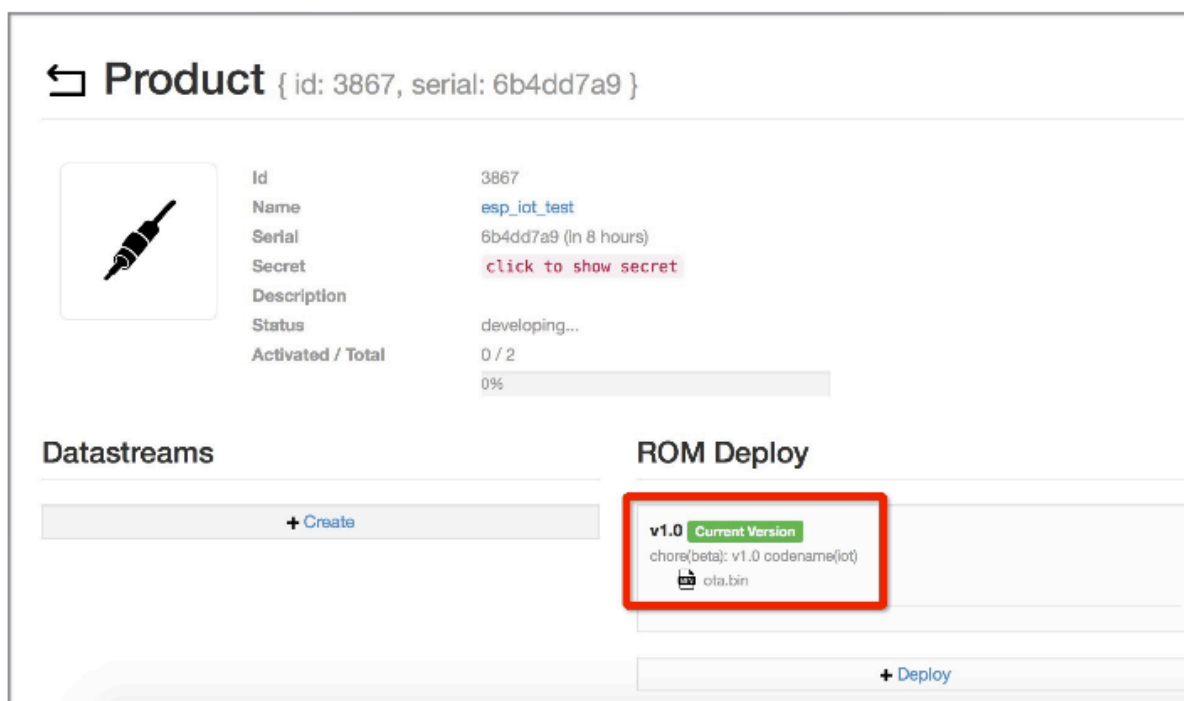 Product { id: 3867, serial: 6b4dd7a9 }
Id 3867
Name esp_iot_test
Serial 6b4dd7a9 (in 8 hours)
Secret click to show secret
Description
Status developing...
Activated / Total 0 / 2
0%
Datastreams
+ Create
ROM Deploy
v1.0 Current Version
chore(beta): v1.0 codename(iot)
ota.bin
+ Deploy